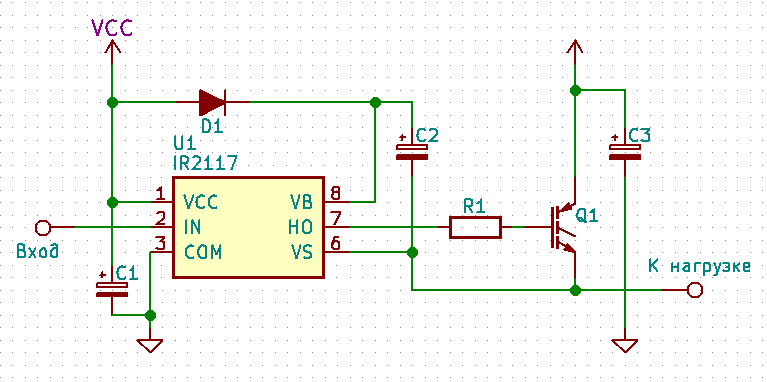 VCC
D1
U1
IR2117
C2
C3
1 VCC VB 8
2 IN HO 7
3 COM VS 6
R1
Q1
Вход
C1
К нагрузке